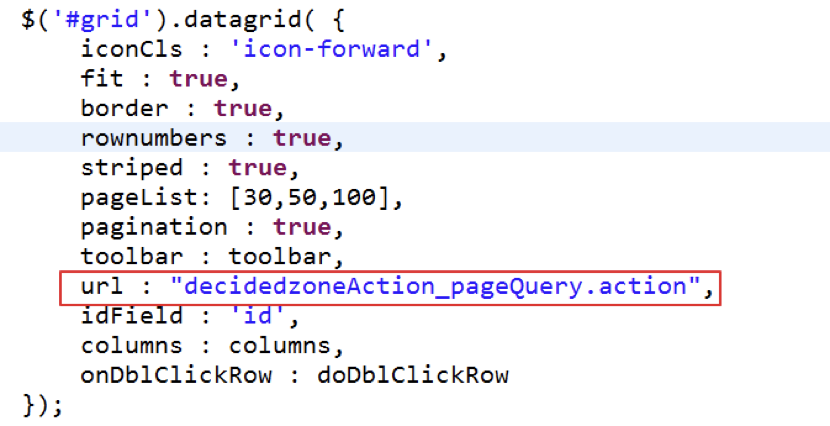 $('#grid').datagrid( {
iconCls : 'icon-forward',
fit : true,
border : true,
rownumbers : true,
striped : true,
pageList: [30,50,100],
pagination : true,
toolbar : toolbar,
url : "decidedzoneAction_pageQuery.action",
idField : 'id',
columns : columns,
onDblClickRow : doDblClickRow
});